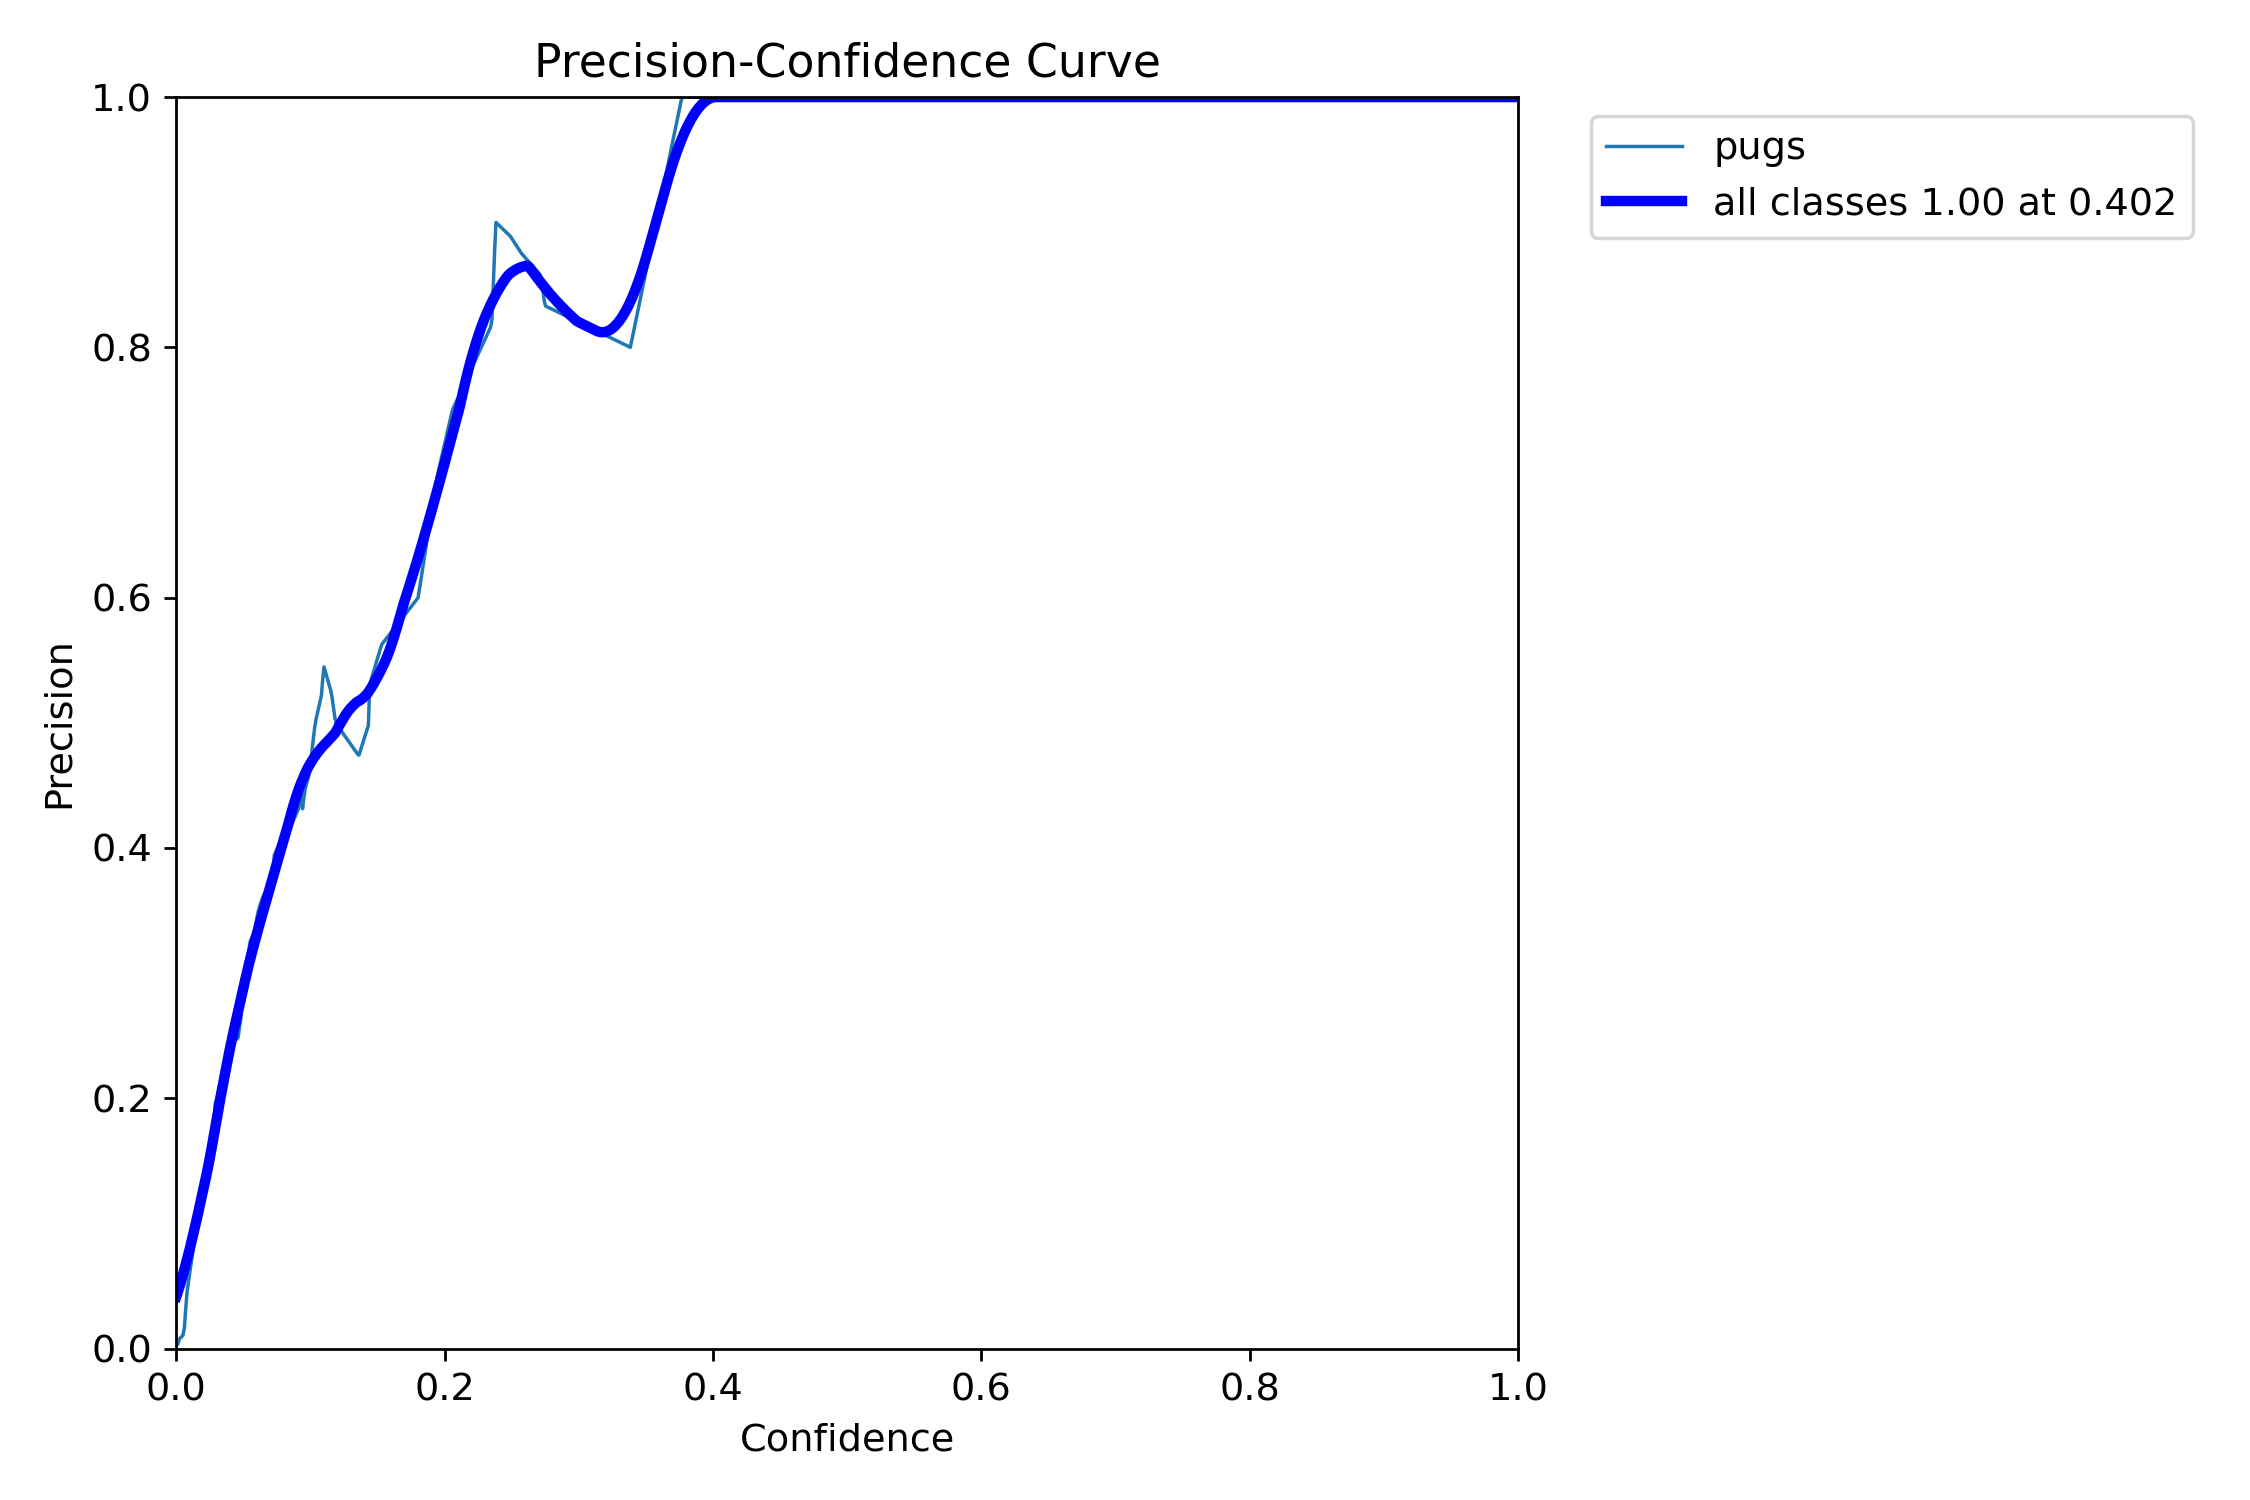 Precision-Confidence Curve
pugs
all classes 1.00 at 0.402
Precision
1.0
0.8
0.6
0.4
0.2
0.0
0.0 0.2 0.4 0.6 0.8 1.0
Confidence